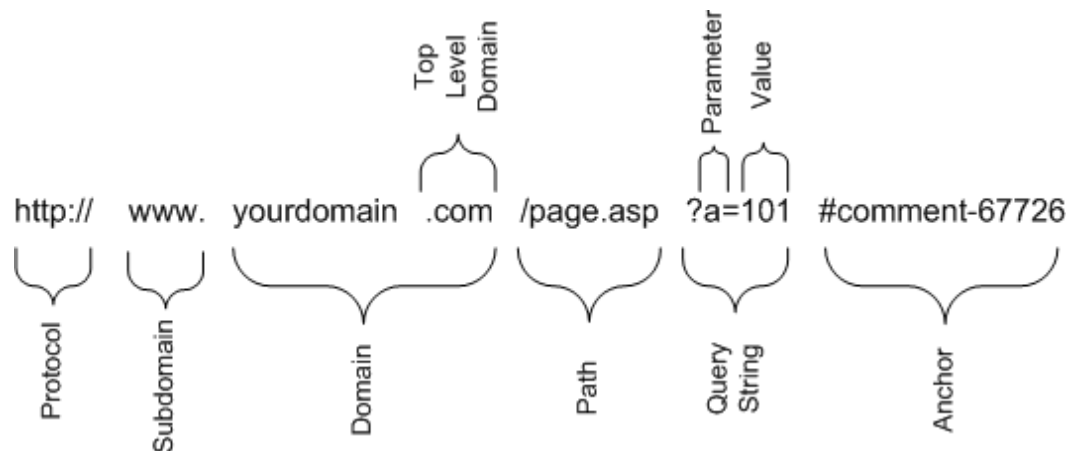 Top
Level
Domain
Parameter
Value
http:// www. yourdomain .com /page.asp ?a=101 #comment-67726
Protocol
Subdomain
Domain
Path
Query
String
Anchor